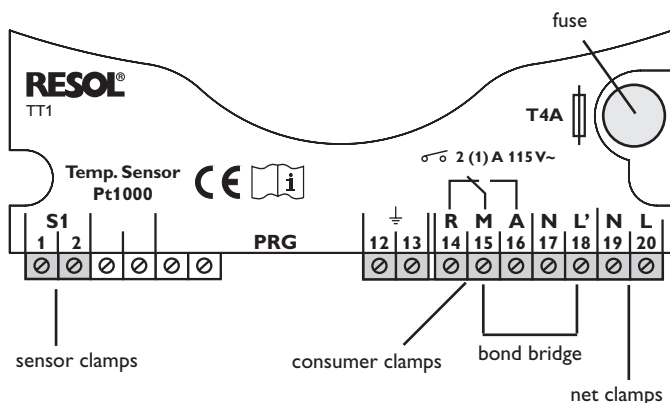 fuse
RESOL®
TT1
T4A
2 (1) A 115 V~
Temp. Sensor
Pt1000
CE i
S1 R M A N L' N L
1 2 PRG 12 13 14 15 16 17 18 19 20
sensor clamps
consumer clamps
bond bridge
net clamps